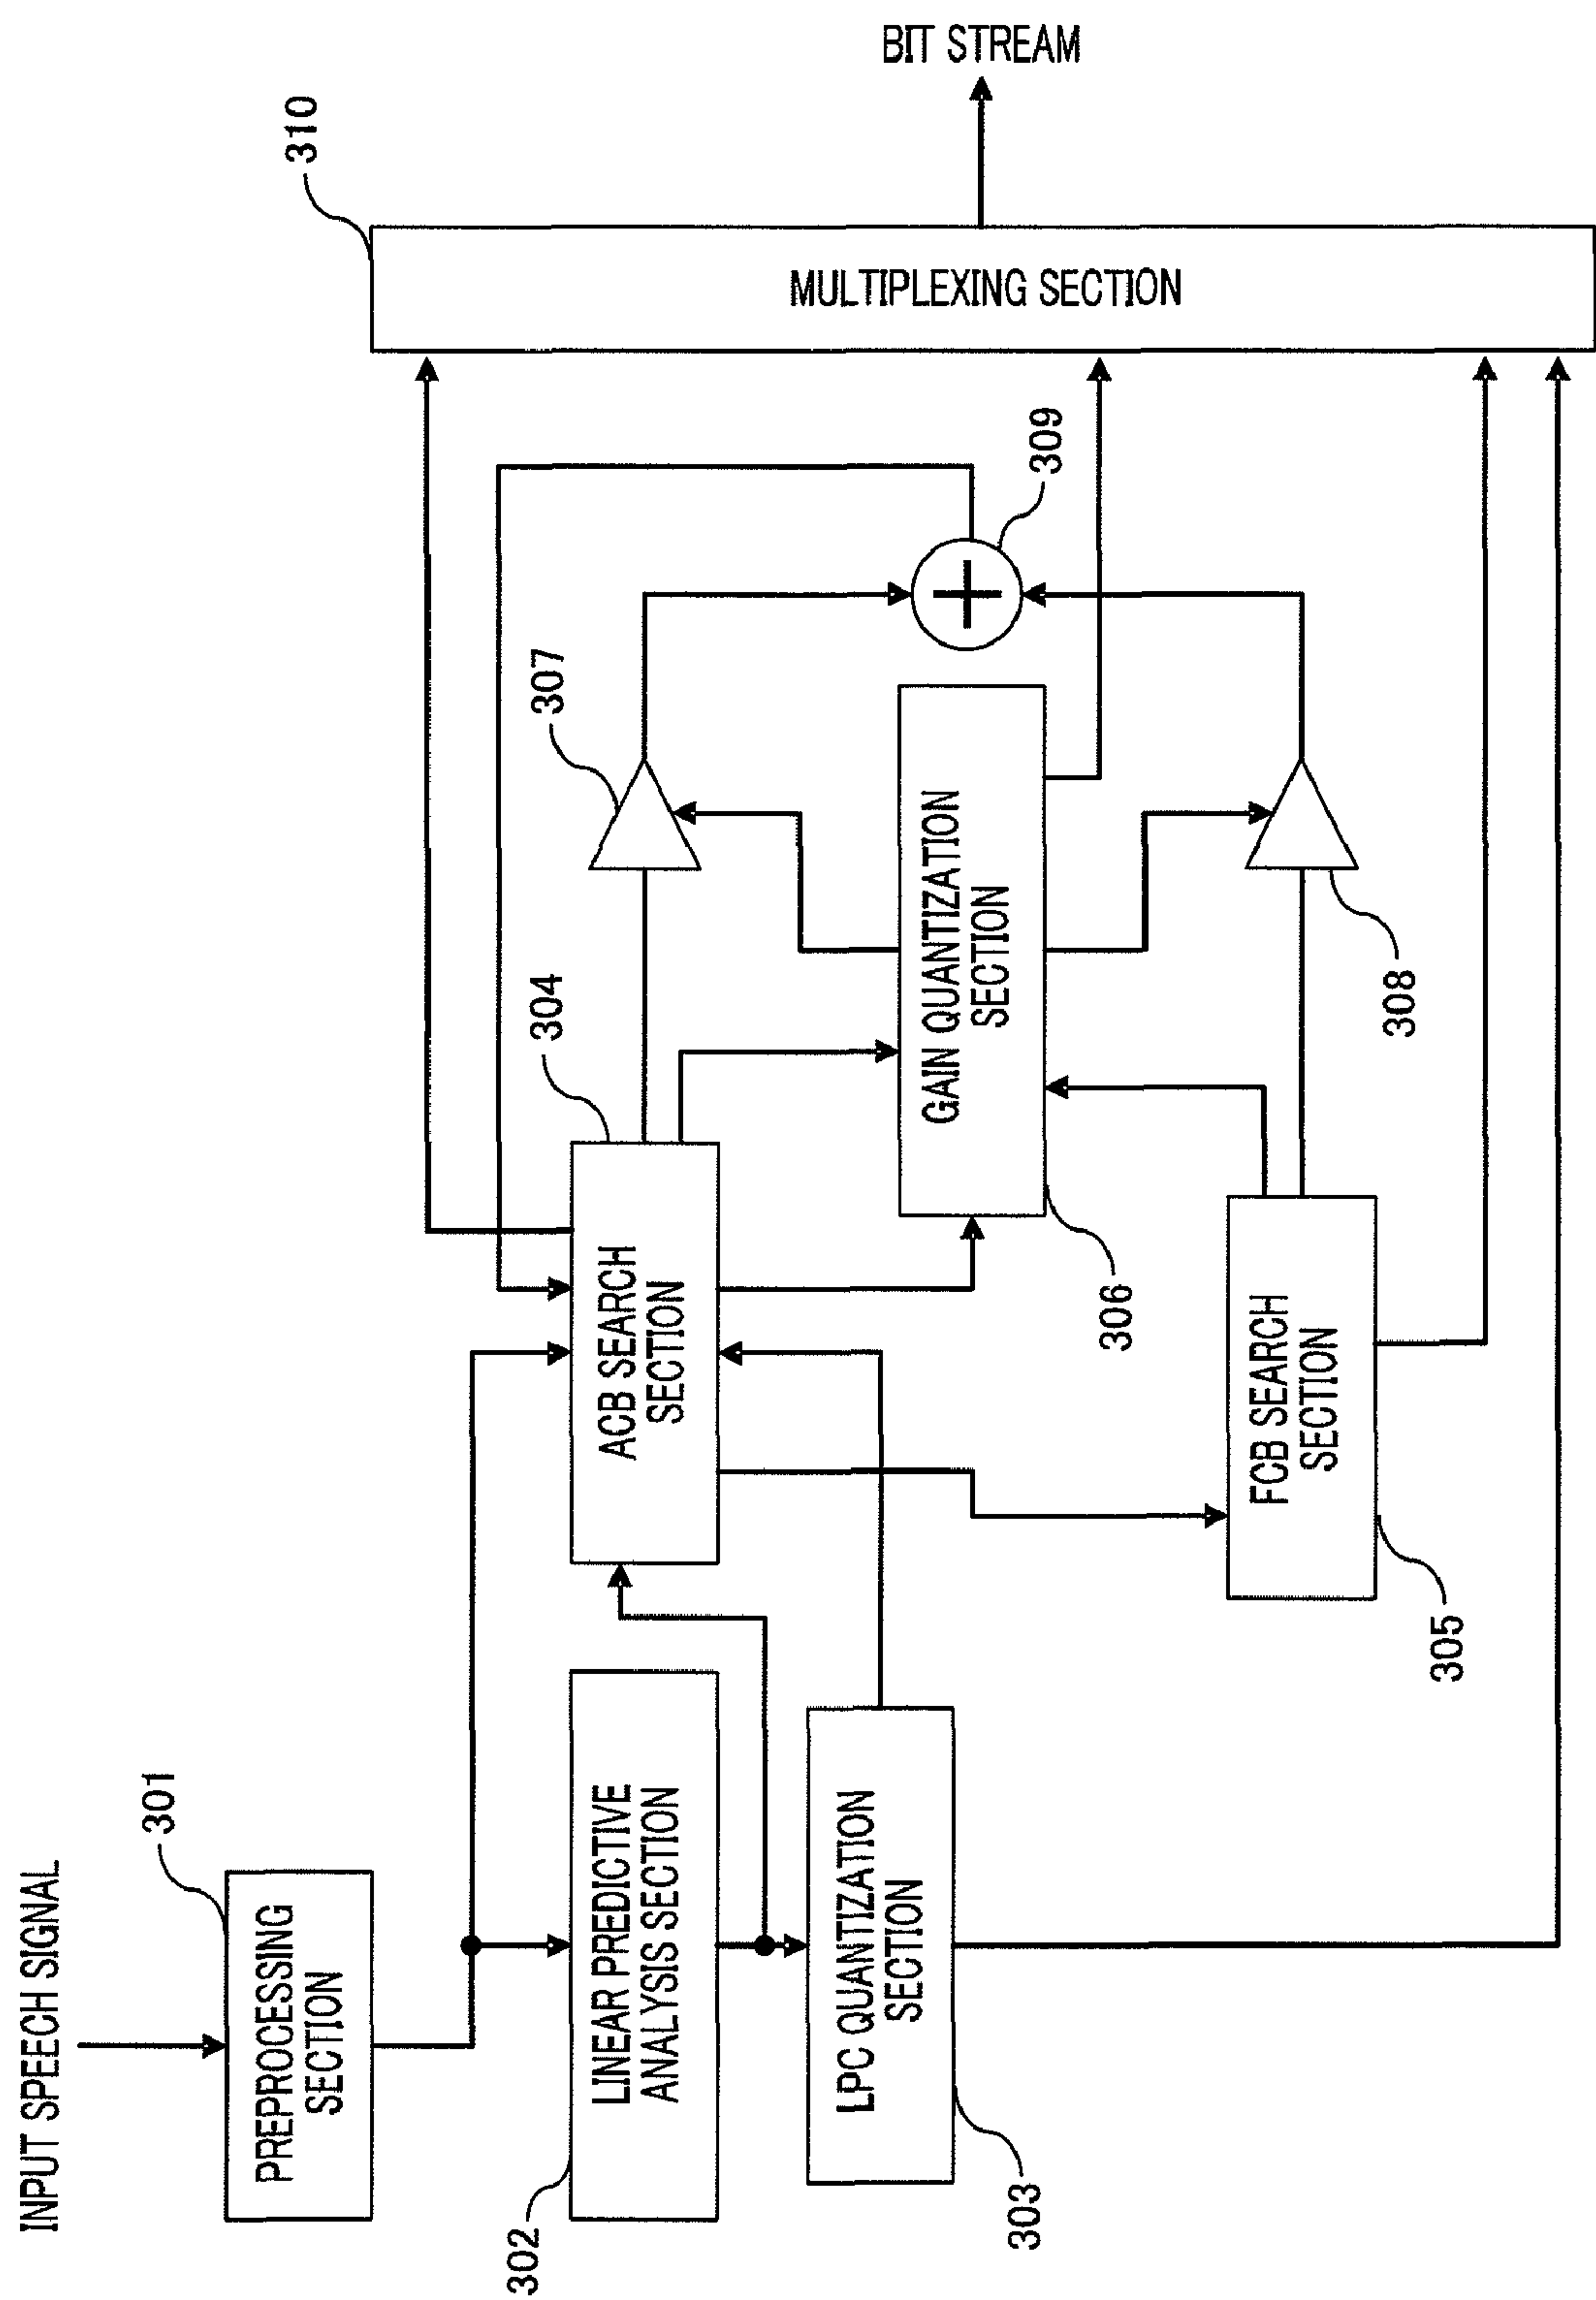 INPUT SPEECH SIGNAL
301
PREPROCESSING
SECTION
302
LINEAR PREDICTIVE
ANALYSIS SECTION
303
LPC QUANTIZATION
SECTION
304
ACB SEARCH
SECTION
305
FCB SEARCH
SECTION
306
GAIN QUANTIZATION
SECTION
307
308
309
310
MULTIPLEXING SECTION
BIT STREAM